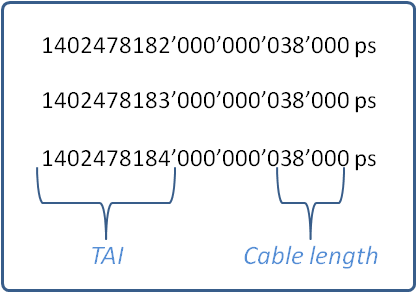 1402478182’000’000’038’000 ps
1402478183’000’000’038’000 ps
1402478184’000’000’038’000 ps
TAI Cable length